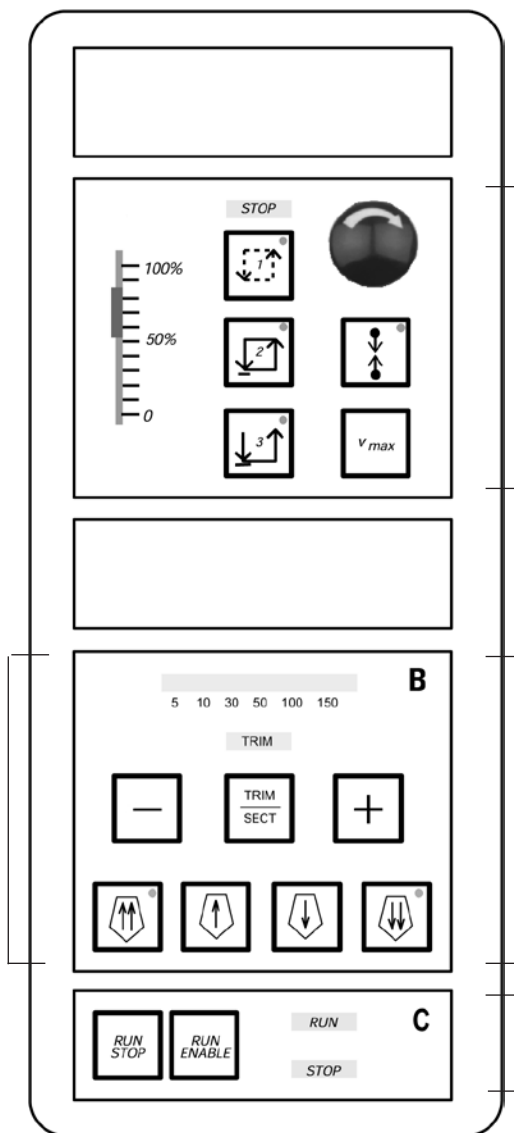 STOP
1
100%
2
50%
3
0
v max
B
5 10 30 50 100 150
TRIM
−
TRIM
SECT
+
RUN
STOP
RUN
ENABLE
RUN
C
STOP